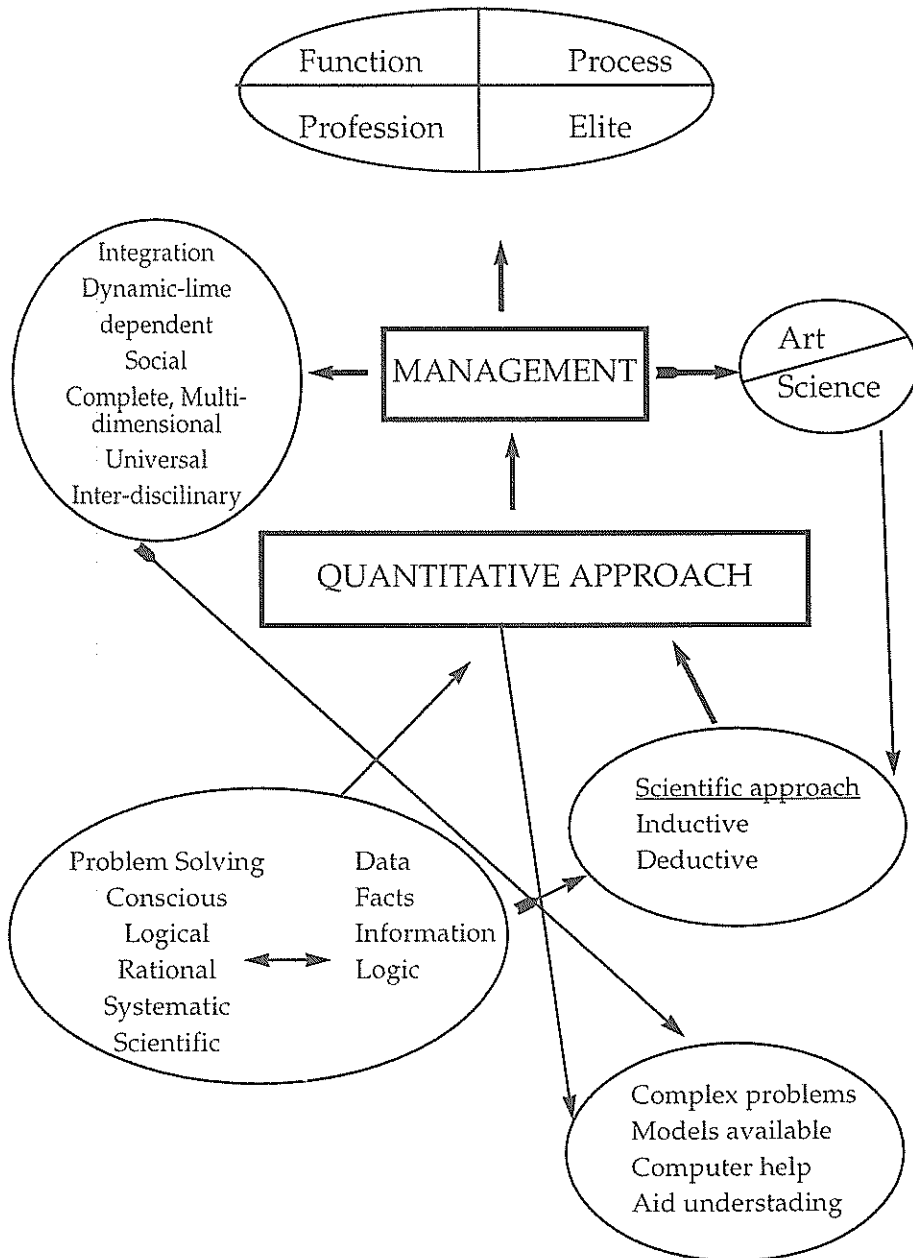 Function
Process
Profession
Elite
Integration
Dynamic-lime
dependent
Social
Complete, Multi-
dimensional
Universal
Inter-discilinary
MANAGEMENT
Art
Science
QUANTITATIVE APPROACH
Scientific approach
Inductive
Deductive
Problem Solving
Conscious
Logical
Rational
Systematic
Scientific
Data
Facts
Information
Logic
Complex problems
Models available
Computer help
Aid understading